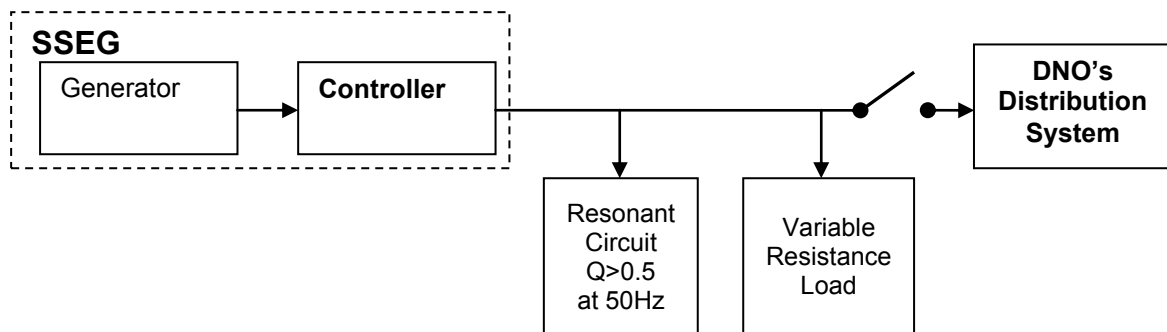 SSEG
Generator
Controller
DNO's
Distribution
System
Resonant
Circuit
Q>0.5
at 50Hz
Variable
Resistance
Load